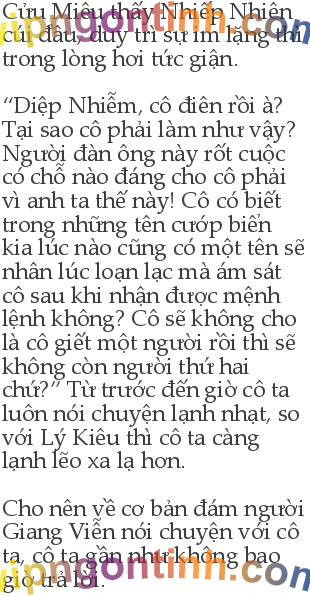 Cửu Miêu thấy Nhiếp Nhiên
cúi đầu, duy trì sự im lặng thì
trong lòng hơi tức giận.
“Diệp Nhiễm, cô điên rồi à?
Tại sao cô phải làm như vậy?
Người đàn ông này rốt cuộc
có chỗ nào đáng cho cô phải
vì anh ta thế này! Cô có biết
trong những tên cướp biển
kia lúc nào cũng có một tên sẽ
nhân lúc loạn lạc mà ám sát
cô sau khi nhận được mệnh
lệnh không? Cô sẽ không cho
là cô giết một người rồi thì sẽ
không còn người thứ hai
chứ?” Từ trước đến giờ cô ta
luôn nói chuyện lạnh nhạt, so
với Lý Kiêu thì cô ta càng
lạnh lẽo xa lạ hơn.
Cho nên về cơ bản đám người
Giang Viễn nói chuyện với cô
ta, cô ta gần như không bao
giờ trả lời.
vipngontinh.com
vipngontinh.com